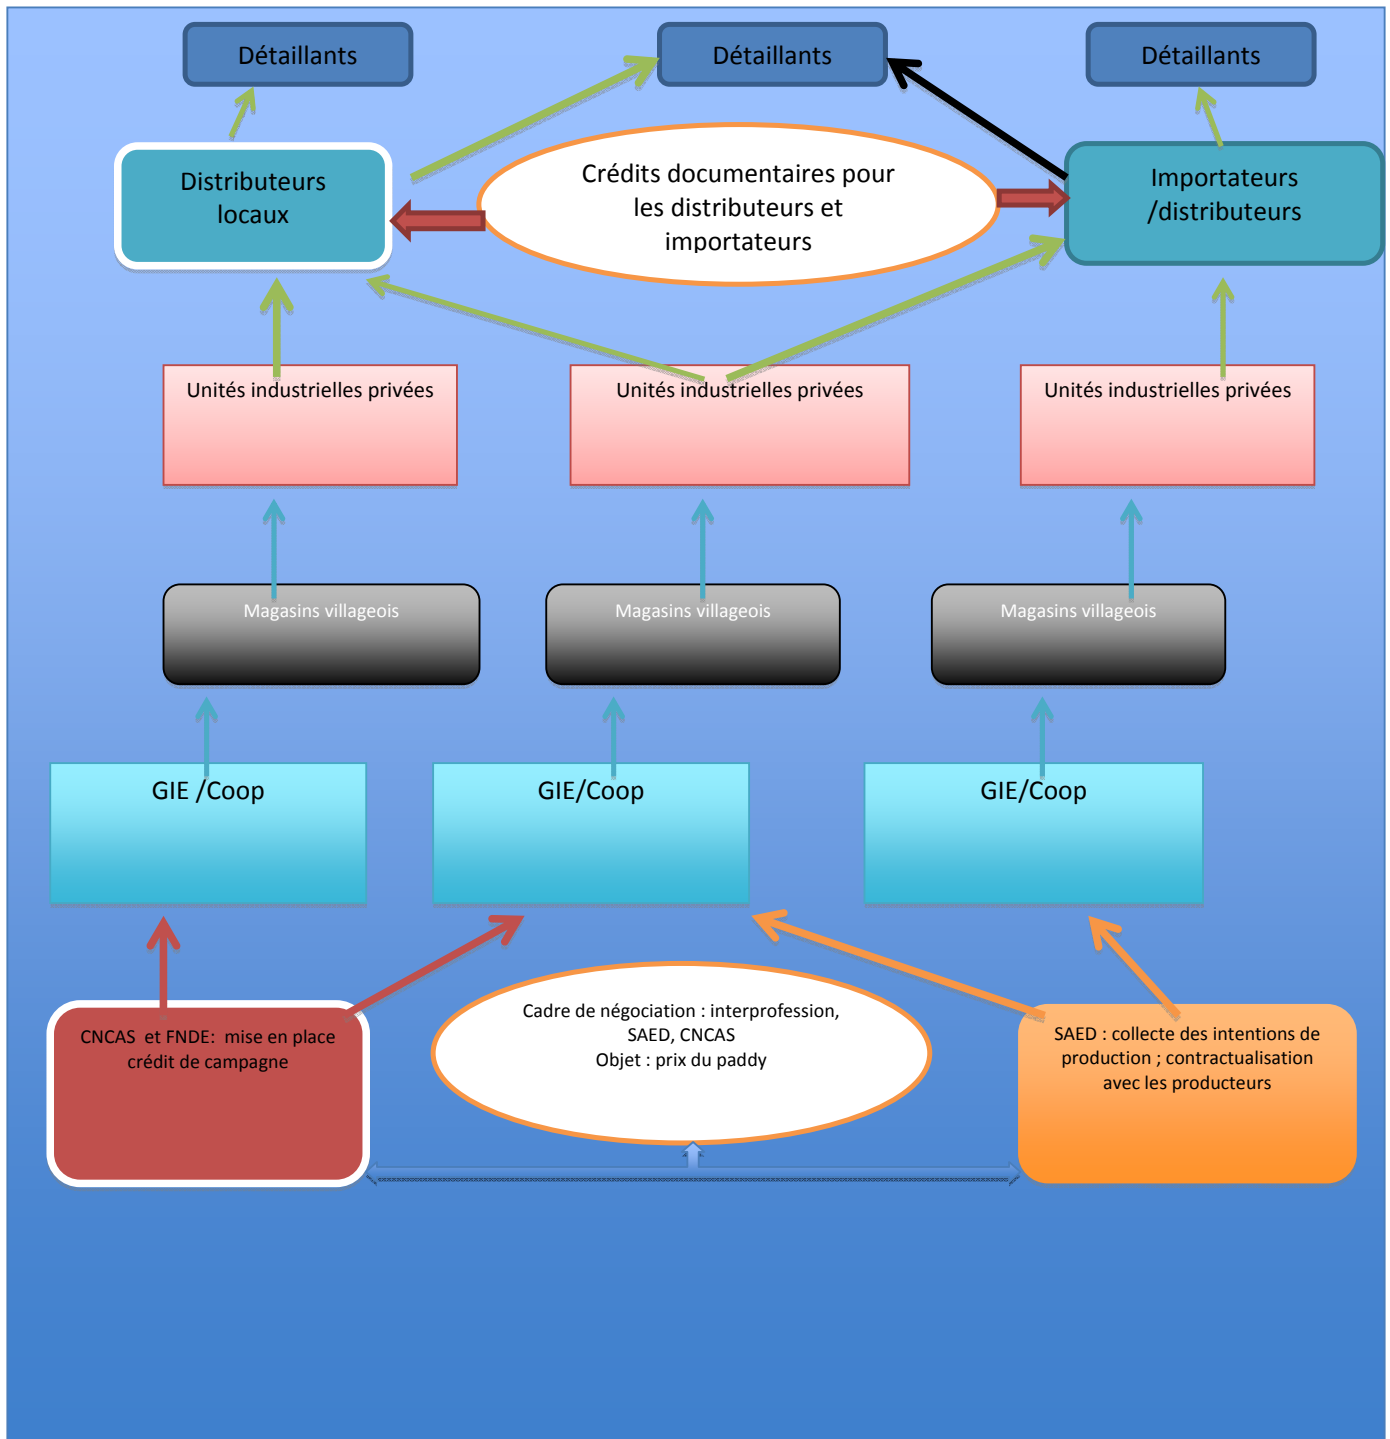 Détaillants
Détaillants
Détaillants
Distributeurs
locaux
Crédits documentaires pour
les distributeurs et
importateurs
Importateurs
/distributeurs
Unités industrielles privées
Unités industrielles privées
Unités industrielles privées
Magasins villageois
Magasins villageois
Magasins villageois
GIE /Coop
GIE/Coop
GIE/Coop
CNCAS et FNDE: mise en place
crédit de campagne
Cadre de négociation : interprofession,
SAED, CNCAS
Objet : prix du paddy
SAED : collecte des intentions de
production ; contractualisation
avec les producteurs